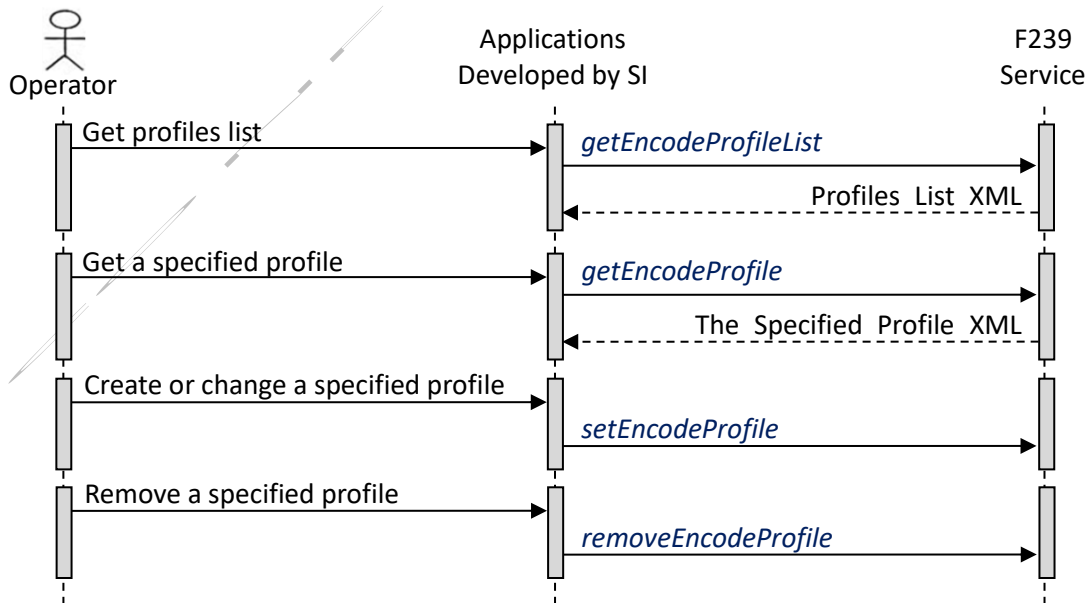 Operator
Applications
Developed by SI
F239
Service
Get profiles list
getEncodeProfileList
Profiles List XML
Get a specified profile
getEncodeProfile
The Specified Profile XML
Create or change a specified profile
setEncodeProfile
Remove a specified profile
removeEncodeProfile